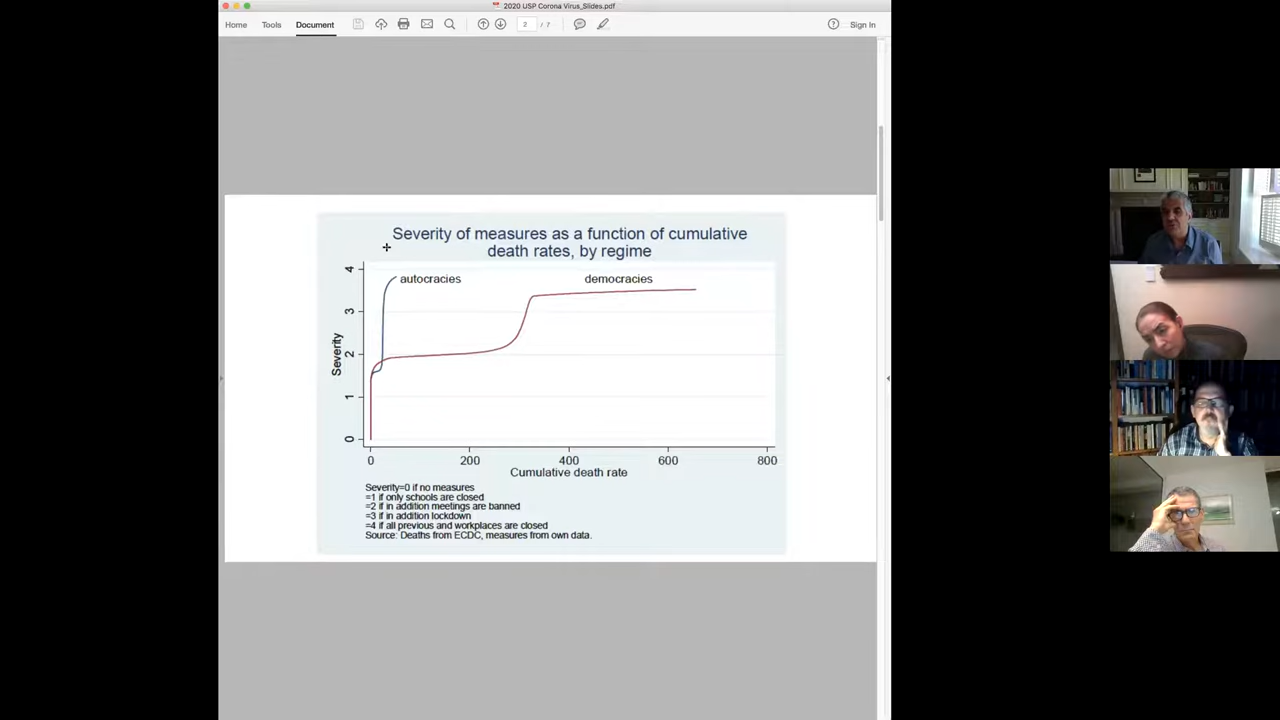 2020 USP Corona Virus_Slides.pdf
Home Tools Document 2 / 7 Sign In
Severity of measures as a function of cumulative
death rates, by regime
autocracies democracies
Severity
4
3
2
1
0
0 200 400 600 800
Cumulative death rate
Severity=0 if no measures
=1 if only schools are closed
=2 if in addition meetings are banned
=3 if in addition lockdown
=4 if all previous and workplaces are closed
Source: Deaths from ECDC, measures from own data.